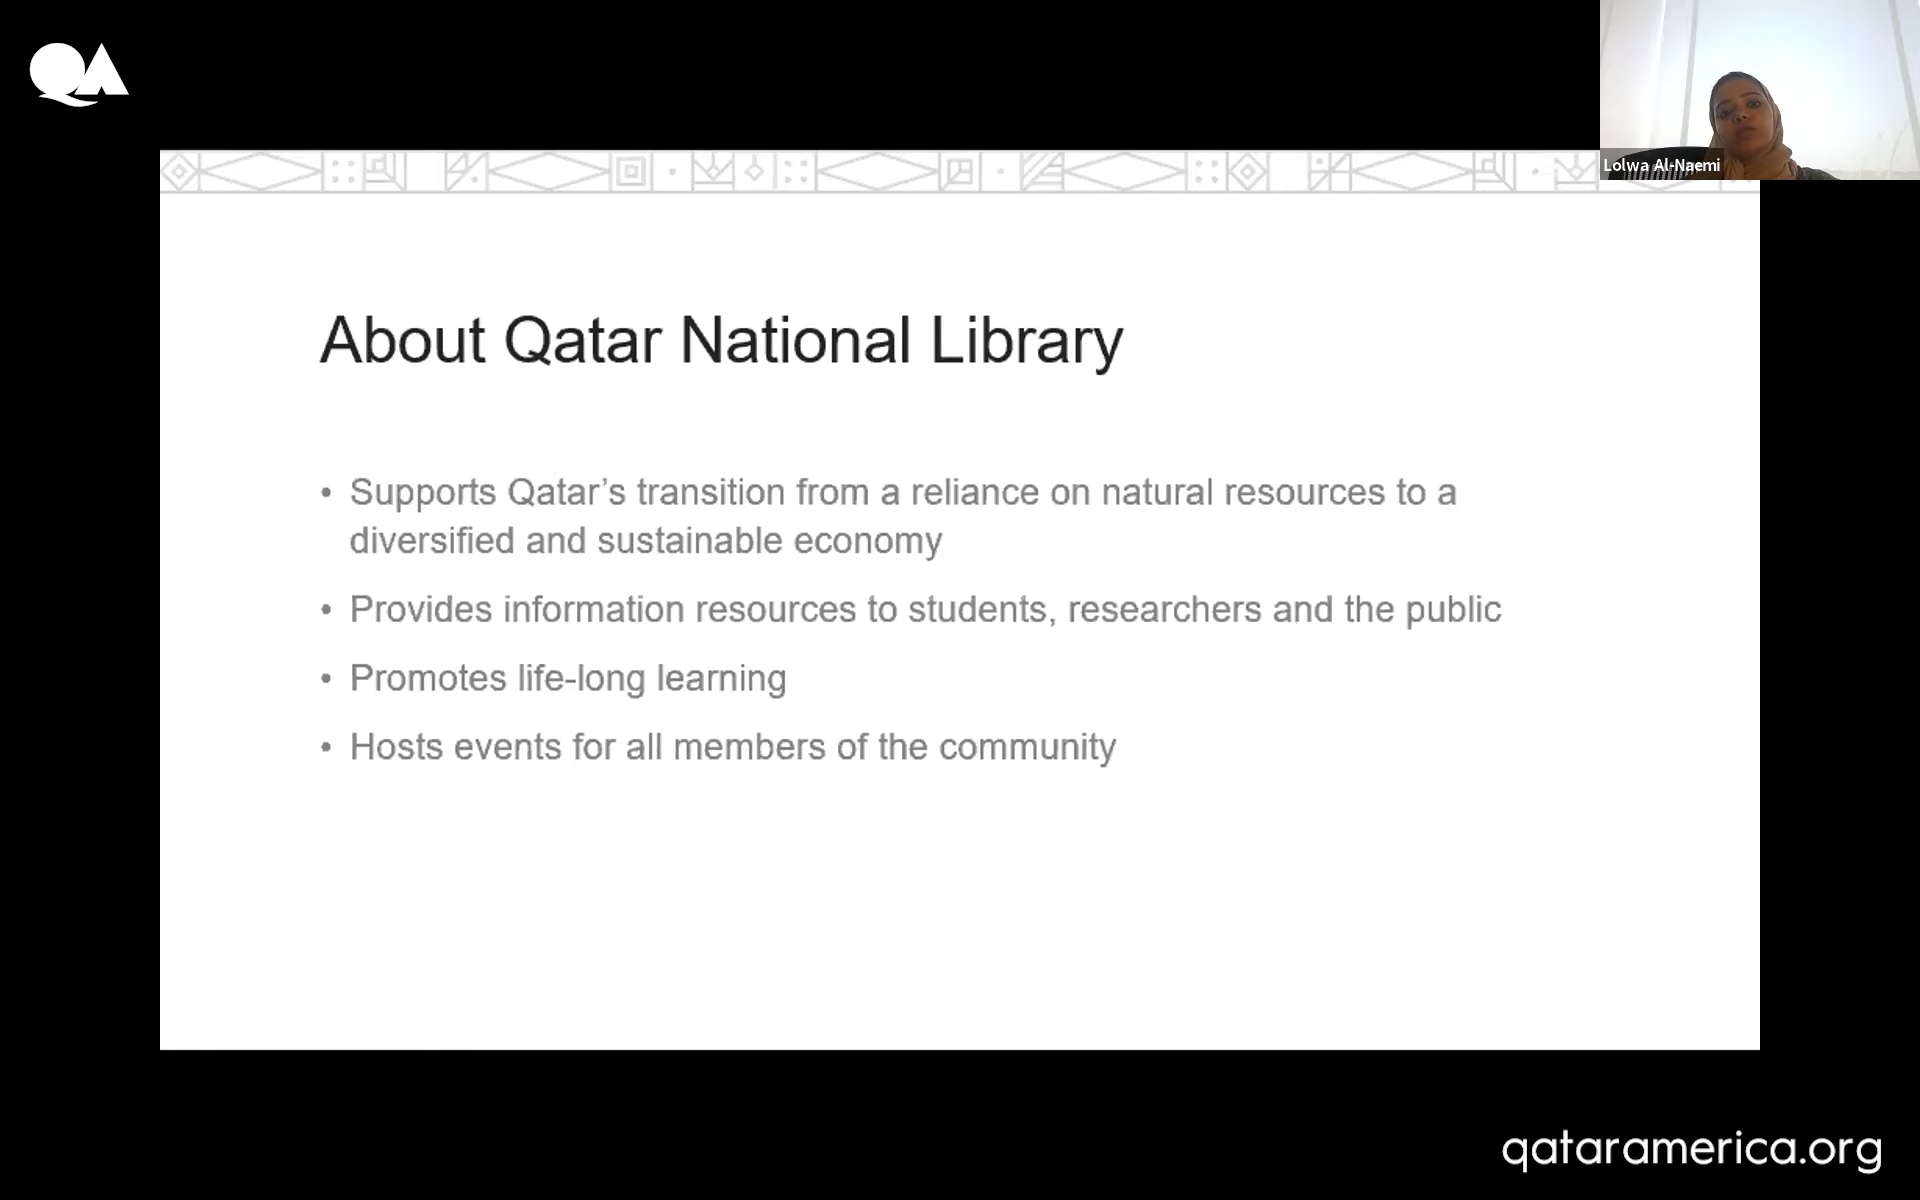 QA
Lolwa Al-Naemi
About Qatar National Library
• Supports Qatar’s transition from a reliance on natural resources to a
diversified and sustainable economy
• Provides information resources to students, researchers and the public
• Promotes life-long learning
• Hosts events for all members of the community
qataramerica.org